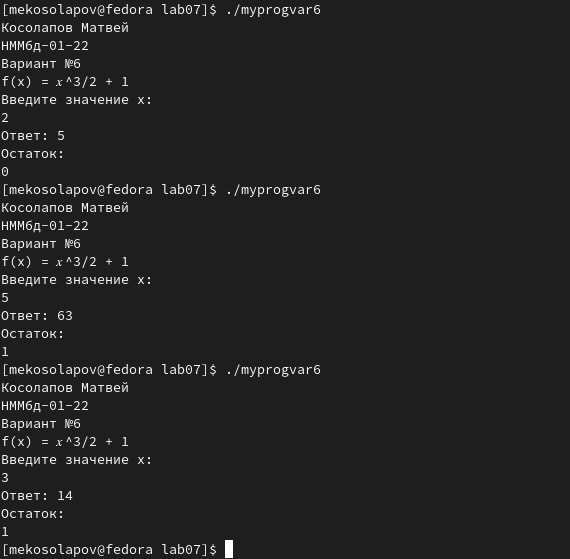 [mekosolapov@fedora lab07]$ ./myprogvar6
Косолапов Матвей
НММбд-01-22
Вариант №6
f(x) = 𝑥^3/2 + 1
Введите значение x:
2
Ответ: 5
Остаток:
0
[mekosolapov@fedora lab07]$ ./myprogvar6
Косолапов Матвей
НММбд-01-22
Вариант №6
f(x) = 𝑥^3/2 + 1
Введите значение x:
5
Ответ: 63
Остаток:
1
[mekosolapov@fedora lab07]$ ./myprogvar6
Косолапов Матвей
НММбд-01-22
Вариант №6
f(x) = 𝑥^3/2 + 1
Введите значение x:
3
Ответ: 14
Остаток:
1
[mekosolapov@fedora lab07]$